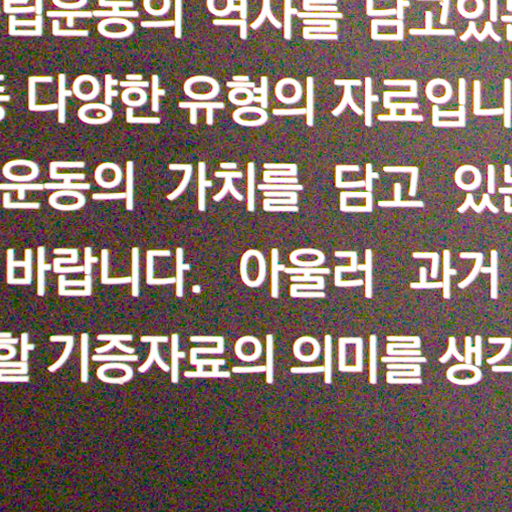 립운동의 역사를 담고있는
등 다양한 유형의 자료입니
운동의 가치를 담고 있는
바랍니다. 아울러 과거
할 기증자료의 의미를 생각